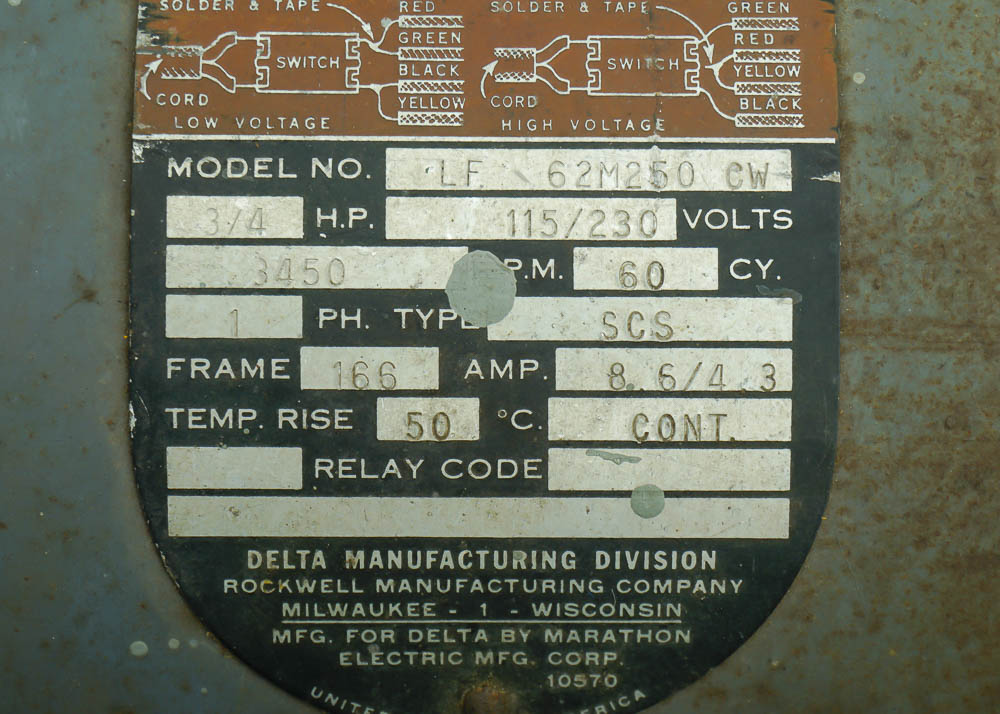 SOLDER & TAPE RED SOLDER & TAPE GREEN
GREEN RED
SWITCH SWITCH
BLACK YELLOW
CORD YELLOW CORD BLACK
LOW VOLTAGE HIGH VOLTAGE
MODEL NO. LF 62M250 CW
3/4 H.P. 115/230 VOLTS
3450 P.M. 60 CY.
1 PH. TYPE SCS
FRAME 166 AMP. 8.6/4.3
TEMP. RISE 50 °C. CONT.
RELAY CODE
DELTA MANUFACTURING DIVISION
ROCKWELL MANUFACTURING COMPANY
MILWAUKEE - 1 - WISCONSIN
MFG. FOR DELTA BY MARATHON
ELECTRIC MFG. CORP.
10570